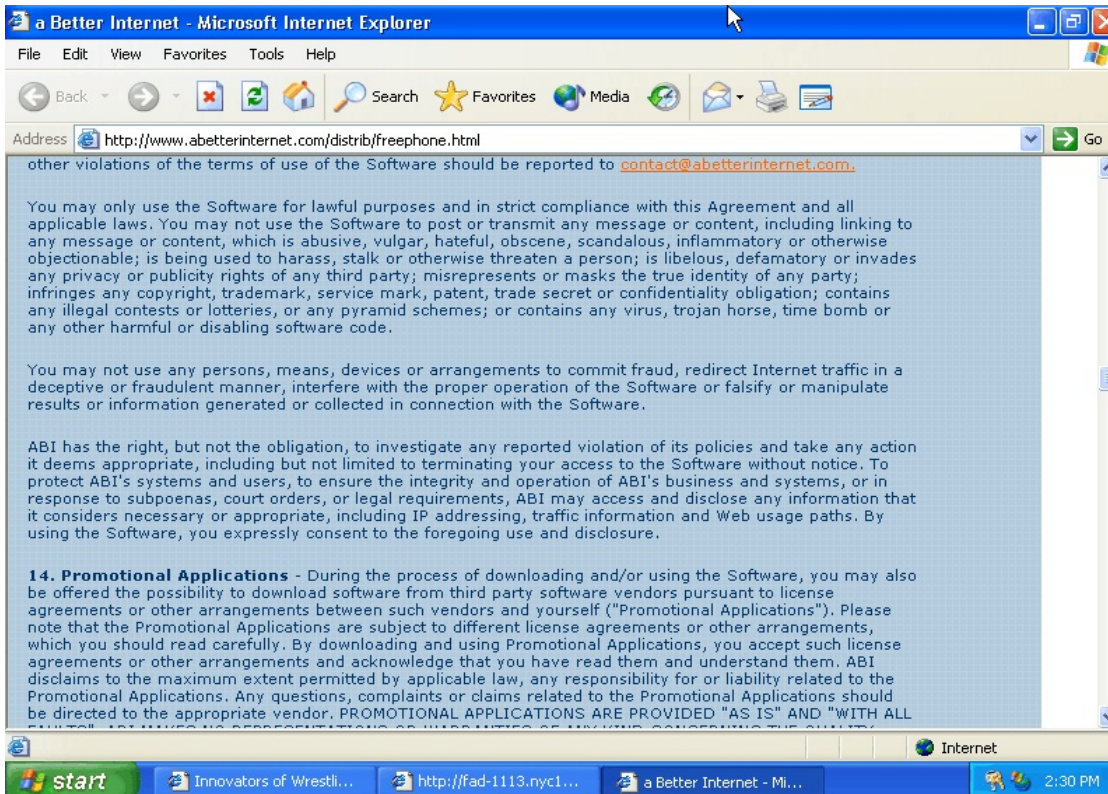 a Better Internet - Microsoft Internet Explorer
File Edit View Favorites Tools Help
Back Search Favorites Media
Address http://www.abetterinternet.com/distrib/freephone.html Go
other violations of the terms of use of the Software should be reported to contact@abetterinternet.com.
You may only use the Software for lawful purposes and in strict compliance with this Agreement and all
applicable laws. You may not use the Software to post or transmit any message or content, including linking to
any message or content, which is abusive, vulgar, hateful, obscene, scandalous, inflammatory or otherwise
objectionable; is being used to harass, stalk or otherwise threaten a person; is libelous, defamatory or invades
any privacy or publicity rights of any third party; misrepresents or masks the true identity of any party;
infringes any copyright, trademark, service mark, patent, trade secret or confidentiality obligation; contains
any illegal contests or lotteries, or any pyramid schemes; or contains any virus, trojan horse, time bomb or
any other harmful or disabling software code.
You may not use any persons, means, devices or arrangements to commit fraud, redirect Internet traffic in a
deceptive or fraudulent manner, interfere with the proper operation of the Software or falsify or manipulate
results or information generated or collected in connection with the Software.
ABI has the right, but not the obligation, to investigate any reported violation of its policies and take any action
it deems appropriate, including but not limited to terminating your access to the Software without notice. To
protect ABI's systems and users, to ensure the integrity and operation of ABI's business and systems, or in
response to subpoenas, court orders, or legal requirements, ABI may access and disclose any information that
it considers necessary or appropriate, including IP addressing, traffic information and Web usage paths. By
using the Software, you expressly consent to the foregoing use and disclosure.
14. Promotional Applications - During the process of downloading and/or using the Software, you may also
be offered the possibility to download software from third party software vendors pursuant to license
agreements or other arrangements between such vendors and yourself ("Promotional Applications"). Please
note that the Promotional Applications are subject to different license agreements or other arrangements,
which you should read carefully. By downloading and using Promotional Applications, you accept such license
agreements or other arrangements and acknowledge that you have read them and understand them. ABI
disclaims to the maximum extent permitted by applicable law, any responsibility for or liability related to the
Promotional Applications. Any questions, complaints or claims related to the Promotional Applications should
be directed to the appropriate vendor. PROMOTIONAL APPLICATIONS ARE PROVIDED "AS IS" AND "WITH ALL
FAULTS". ABI MAKES NO REPRESENTATIONS OR WARRANTIES OF ANY KIND CONCERNING THE QUALITY,
Internet
start Innovators of Wrestli... http://fad-1113.nyc1... a Better Internet - Mi... 2:30 PM